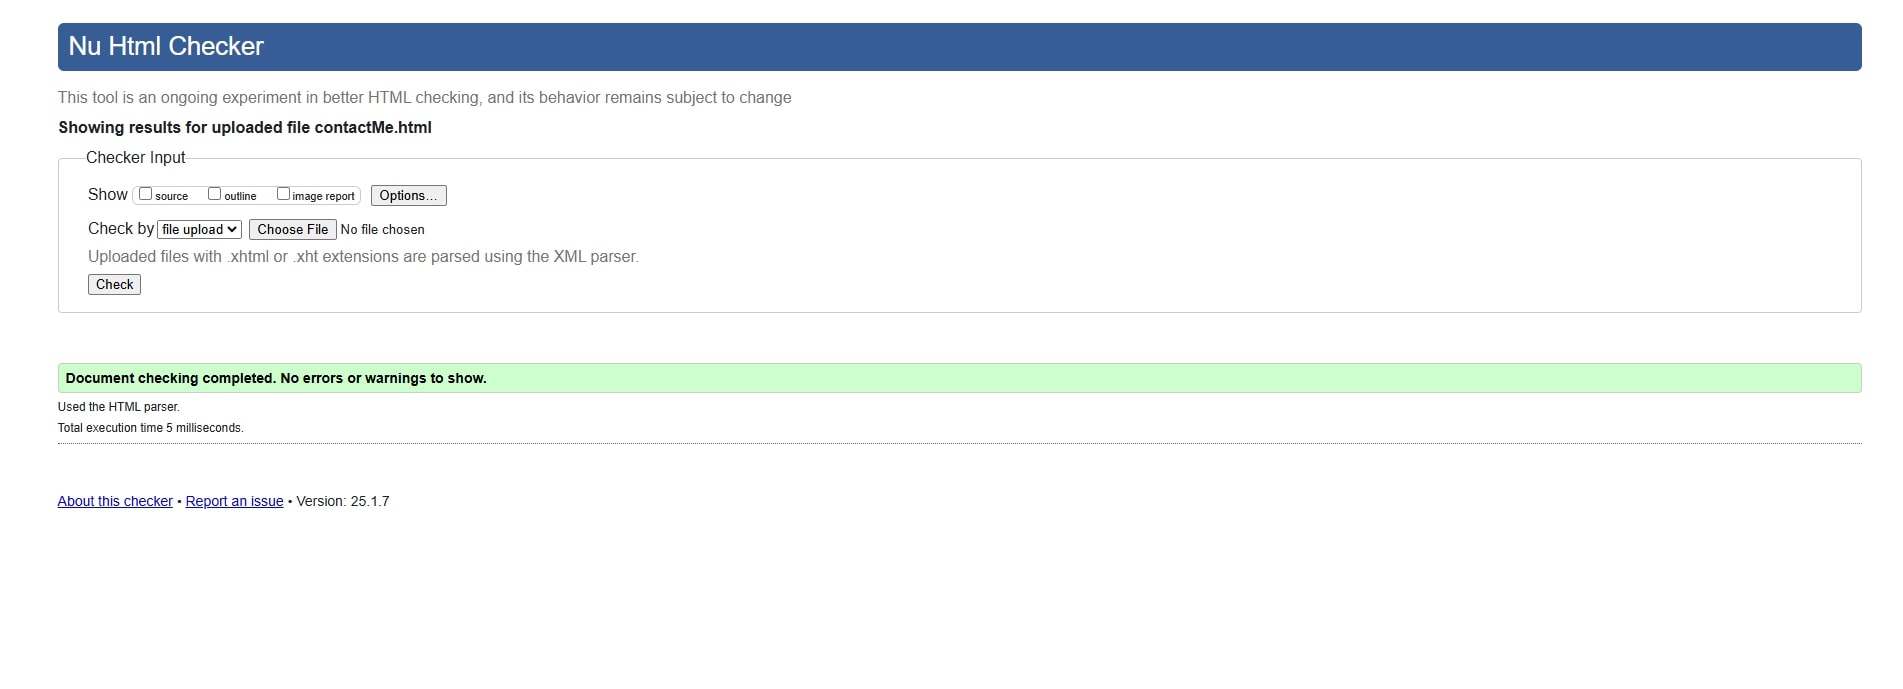 Nu Html Checker
This tool is an ongoing experiment in better HTML checking, and its behavior remains subject to change
Showing results for uploaded file contactMe.html
Checker Input
Show source outline image report Options...
Check by file upload Choose File No file chosen
Uploaded files with .xhtml or .xht extensions are parsed using the XML parser.
Check
Document checking completed. No errors or warnings to show.
Used the HTML parser.
Total execution time 5 milliseconds.
About this checker • Report an issue • Version: 25.1.7